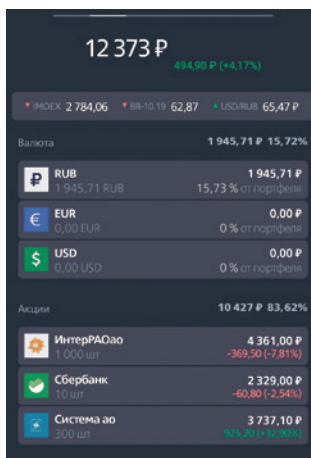 12 373 ₽
494,90 ₽ (+4,17%)
IMOEX 2 784,06 BR-10.19 62,87 USD/RUB 65,47 ₽
Валюта 1 945,71 ₽ 15,72%
RUB 1 945,71 ₽
1 945,71 RUB 15,73 % от портфеля
EUR 0,00 ₽
0,00 EUR 0 % от портфеля
USD 0,00 ₽
0,00 USD 0 % от портфеля
Акции 10 427 ₽ 83,62%
ИнтерРАОао 4 361,00 ₽
1 000 шт -369,50 (-7,81%)
Сбербанк 2 329,00 ₽
10 шт -60,80 (-2,54%)
Система ао 3 737,10 ₽
300 шт 925,20 (+32,90%)